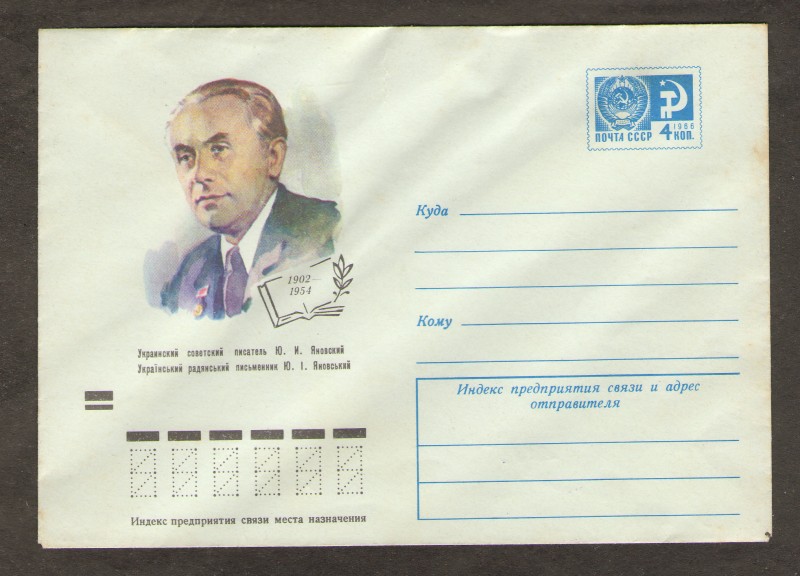 1966
ПОЧТА СССР 4 КОП.
Куда
1902—
1954
Кому
Украинский советский писатель Ю. И. Яновский
Український радянський письменник Ю. І. Яновський
Индекс предприятия связи и адрес
отправителя
Индекс предприятия связи места назначения